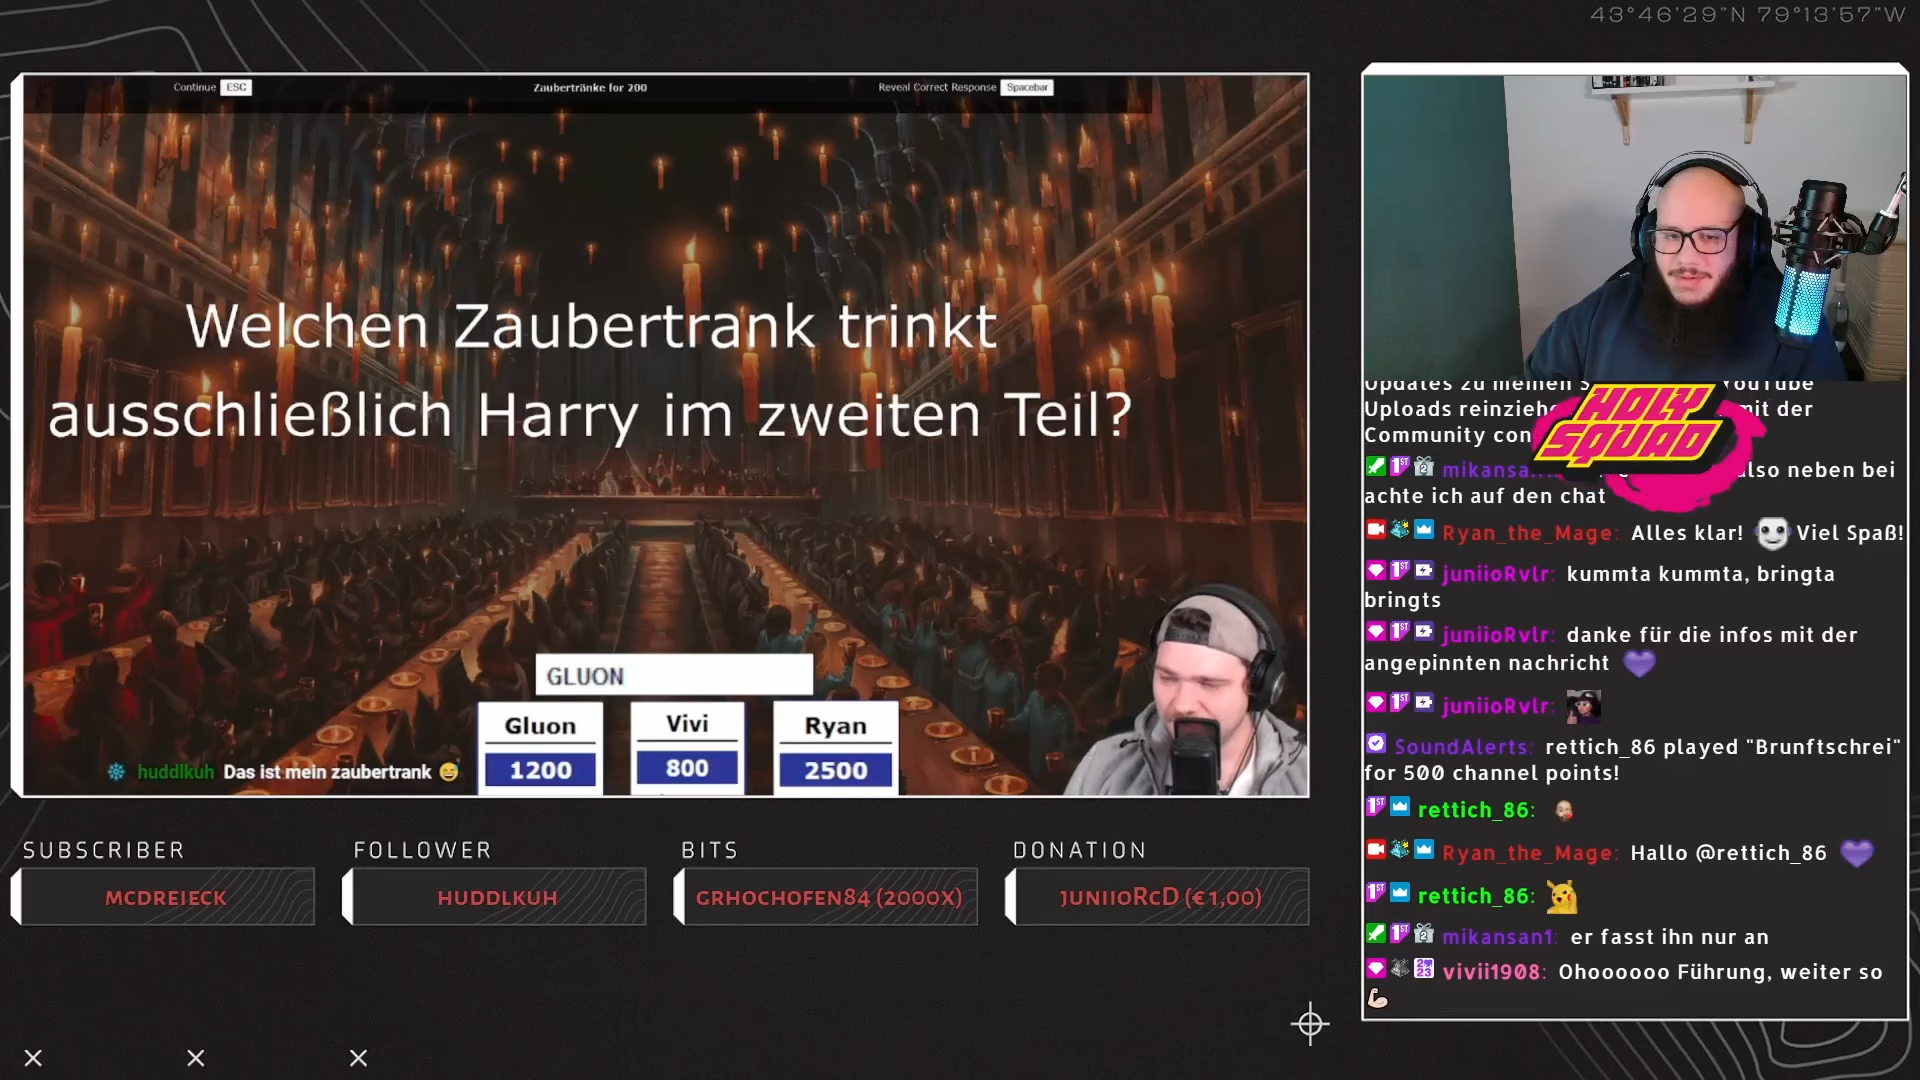 43°46'29"N 79°13'57"W
Continue ESC
Zaubertränke for 200
Reveal Correct Response Spacebar
Welchen Zaubertrank trinkt
ausschließlich Harry im zweiten Teil?
GLUON
Gluon
1200
Vivi
800
Ryan
2500
huddlkuh Das ist mein zaubertrank
SUBSCRIBER
MCDREIECK
FOLLOWER
HUDDLKUH
BITS
GRHOCHOFEN84 (2000X)
DONATION
JUNIIORCD (€1,00)
HOLY
SQUAD
Updates zu meinen S YouTube
Uploads reinzieh mit der
Community con
mikansan also neben bei
achte ich auf den chat
Ryan_the_Mage: Alles klar! Viel Spaß!
juniioRvlr: kummta kummta, bringta
bringts
juniioRvlr: danke für die infos mit der
angepinnten nachricht
juniioRvlr:
SoundAlerts: rettich_86 played "Brunftschrei"
for 500 channel points!
rettich_86:
Ryan_the_Mage: Hallo @rettich_86
rettich_86:
mikansan1: er fasst ihn nur an
vivii1908: Ohoooooo Führung, weiter so